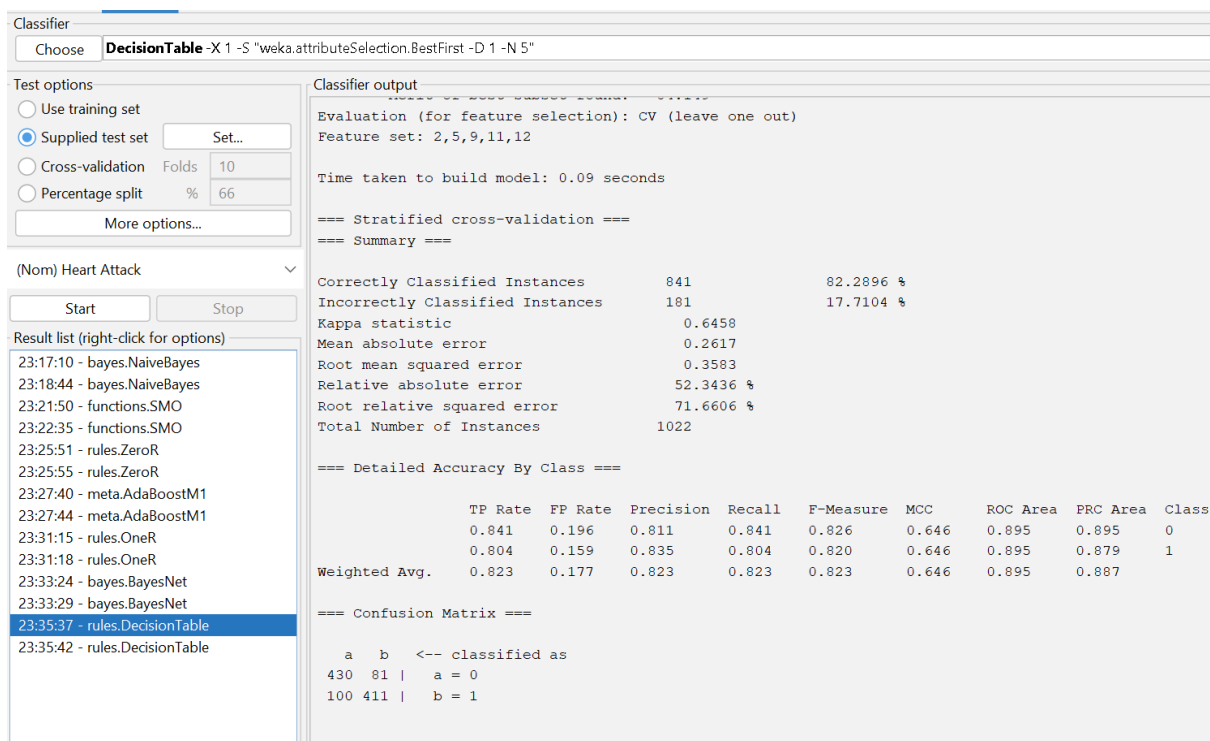 Classifier
Choose DecisionTable -X 1 -S "weka.attributeSelection.BestFirst -D 1 -N 5"
Test options
Use training set
Supplied test set Set...
Cross-validation Folds 10
Percentage split % 66
More options...
(Nom) Heart Attack
Start Stop
Result list (right-click for options)
23:17:10 - bayes.NaiveBayes
23:18:44 - bayes.NaiveBayes
23:21:50 - functions.SMO
23:22:35 - functions.SMO
23:25:51 - rules.ZeroR
23:25:55 - rules.ZeroR
23:27:40 - meta.AdaBoostM1
23:27:44 - meta.AdaBoostM1
23:31:15 - rules.OneR
23:31:18 - rules.OneR
23:33:24 - bayes.BayesNet
23:33:29 - bayes.BayesNet
23:35:37 - rules.DecisionTable
23:35:42 - rules.DecisionTable
Classifier output
Evaluation (for feature selection): CV (leave one out)
Feature set: 2,5,9,11,12
Time taken to build model: 0.09 seconds
=== Stratified cross-validation ===
=== Summary ===
Correctly Classified Instances 841 82.2896 %
Incorrectly Classified Instances 181 17.7104 %
Kappa statistic 0.6458
Mean absolute error 0.2617
Root mean squared error 0.3583
Relative absolute error 52.3436 %
Root relative squared error 71.6606 %
Total Number of Instances 1022
=== Detailed Accuracy By Class ===
TP Rate FP Rate Precision Recall F-Measure MCC ROC Area PRC Area Class
0.841 0.196 0.811 0.841 0.826 0.646 0.895 0.895 0
0.804 0.159 0.835 0.804 0.820 0.646 0.895 0.879 1
Weighted Avg. 0.823 0.177 0.823 0.823 0.823 0.646 0.895 0.887
=== Confusion Matrix ===
a b <-- classified as
430 81 | a = 0
100 411 | b = 1